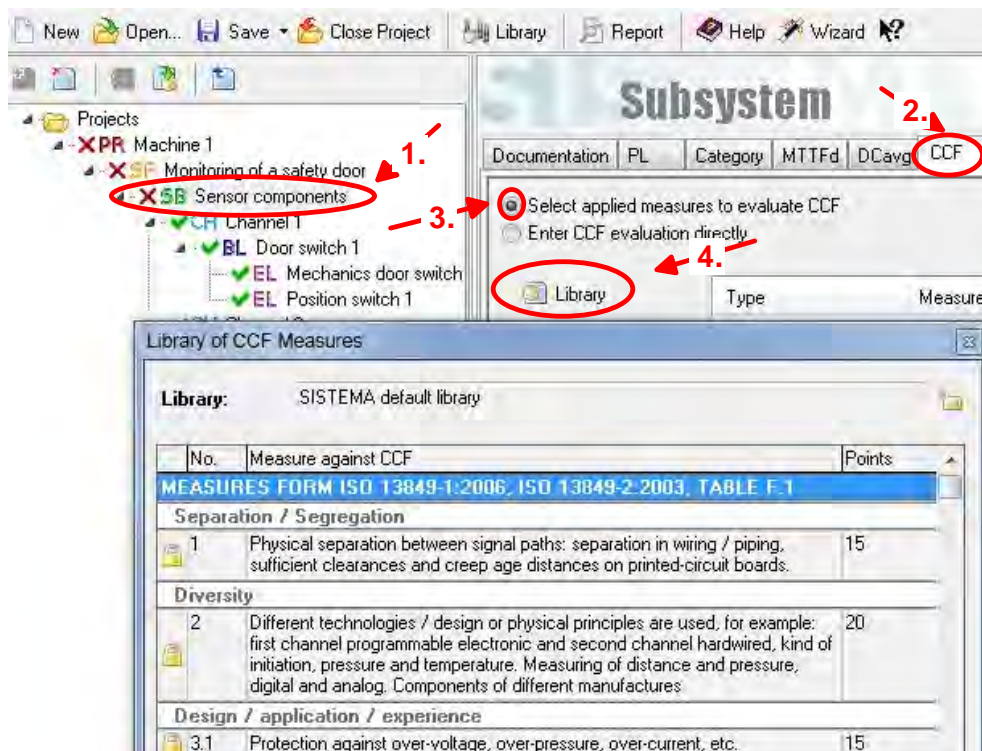 New Open... Save Close Project Library Report Help Wizard
Subsystem
2.
Projects
PR Machine 1
SF Monitoring of a safety door
1.
SB Sensor components
CH Channel 1
BL Door switch 1
EL Mechanics door switch
EL Position switch 1
Documentation PL Category MTTFd DCavg CCF
3.
Select applied measures to evaluate CCF
Enter CCF evaluation directly
4.
Library Type Measure
Library of CCF Measures
Library: SISTEMA default library
No. Measure against CCF Points
MEASURES FORM ISO 13849-1:2006, ISO 13849-2:2003, TABLE F.1
Separation / Segregation
1 Physical separation between signal paths: separation in wiring / piping, 15
sufficient clearances and creep age distances on printed-circuit boards.
Diversity
2 Different technologies / design or physical principles are used, for example: 20
first channel programmable electronic and second channel hardwired, kind of
initiation, pressure and temperature. Measuring of distance and pressure,
digital and analog. Components of different manufactures
Design / application / experience
3.1 Protection against over-voltage, over-pressure, over-current, etc. 15